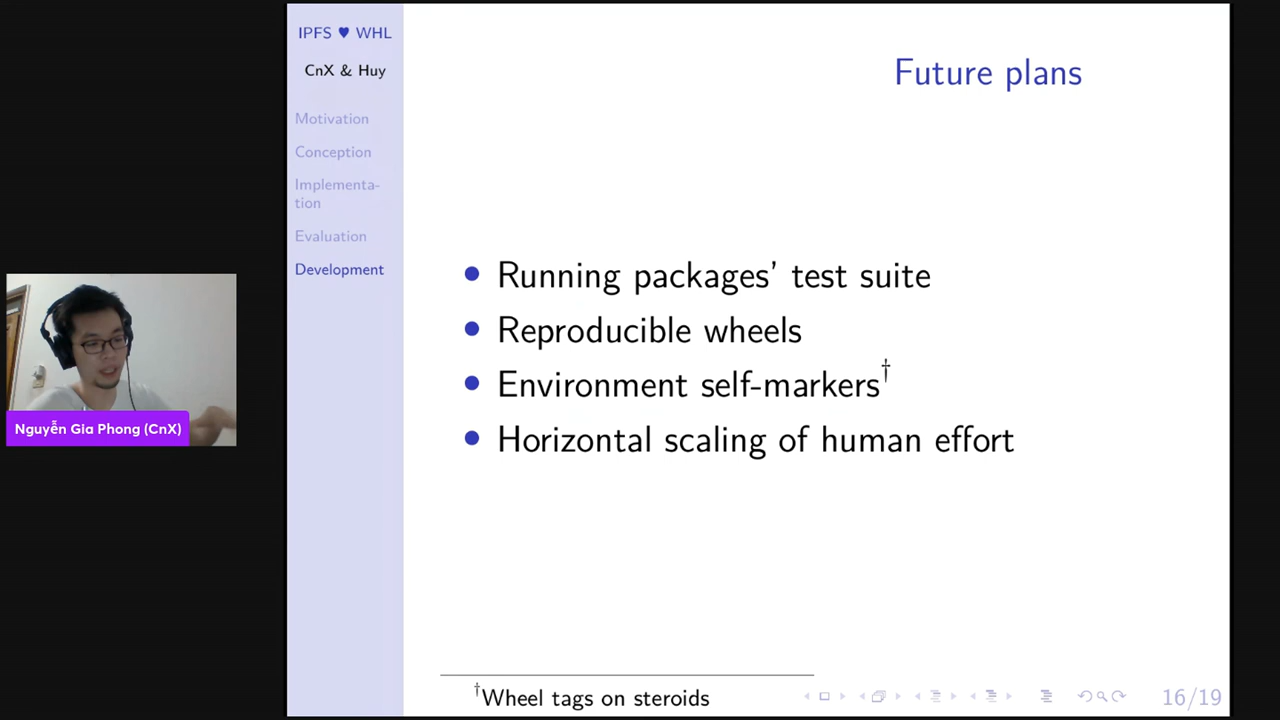 IPFS ♥ WHL
CnX & Huy
Motivation
Conception
Implementa-
tion
Evaluation
Development
Future plans
• Running packages’ test suite
• Reproducible wheels
• Environment self-markers†
• Horizontal scaling of human effort
†Wheel tags on steroids
16/19
Nguyễn Gia Phong (CnX)